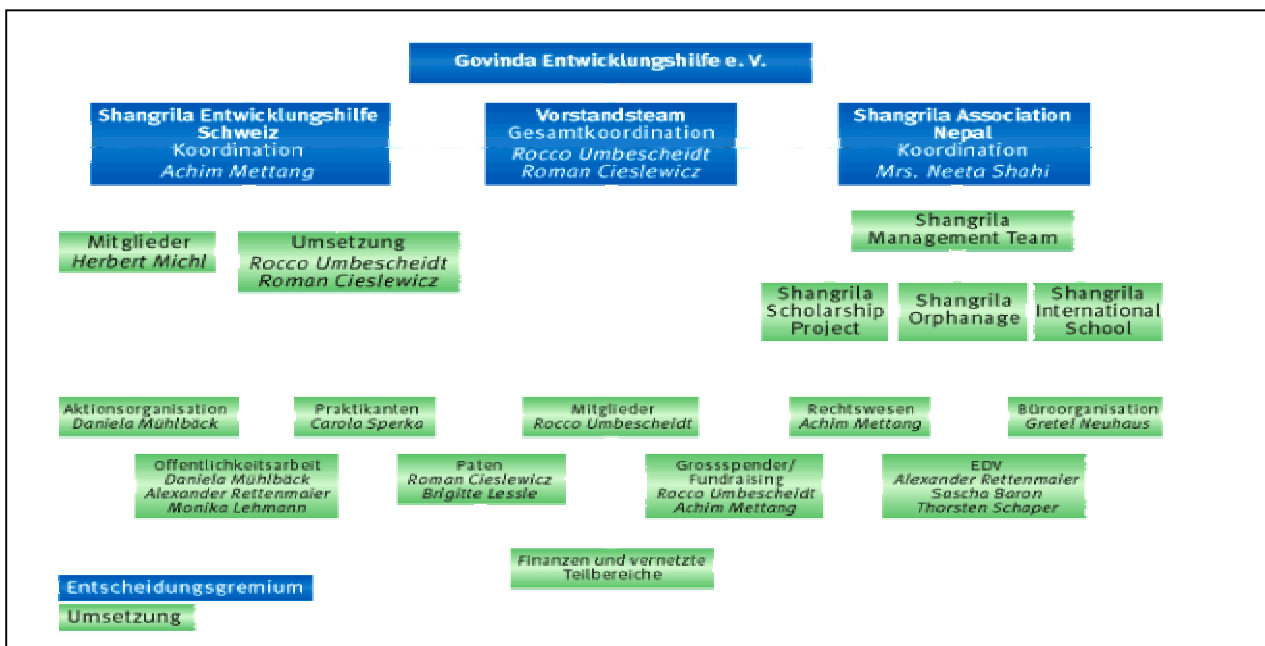 Govinda Entwicklungshilfe e. V.
Shangrila Entwicklungshilfe
Schweiz
Koordination
Achim Mettang
Vorstandsteam
Gesamtkoordination
Rocco Umbescheidt
Roman Cieslewicz
Shangrila Association
Nepal
Koordination
Mrs. Neeta Shahi
Mitglieder
Herbert Michl
Umsetzung
Rocco Umbescheidt
Roman Cieslewicz
Shangrila
Management Team
Shangrila
Scholarship
Project
Shangrila
Orphanage
Shangrila
International
School
Aktionsorganisation
Daniela Mühlbäck
Praktikanten
Carola Sperka
Mitglieder
Rocco Umbescheidt
Rechtswesen
Achim Mettang
Büroorganisation
Gretel Neuhaus
Öffentlichkeitsarbeit
Daniela Mühlbäck
Alexander Rettenmaier
Monika Lehmann
Paten
Roman Cieslewicz
Brigitte Lessle
Grossspender/
Fundraising
Rocco Umbescheidt
Achim Mettang
EDV
Alexander Rettenmaier
Sascha Baron
Thorsten Schaper
Finanzen und vernetzte
Teilbereiche
Entscheidungsgremium
Umsetzung